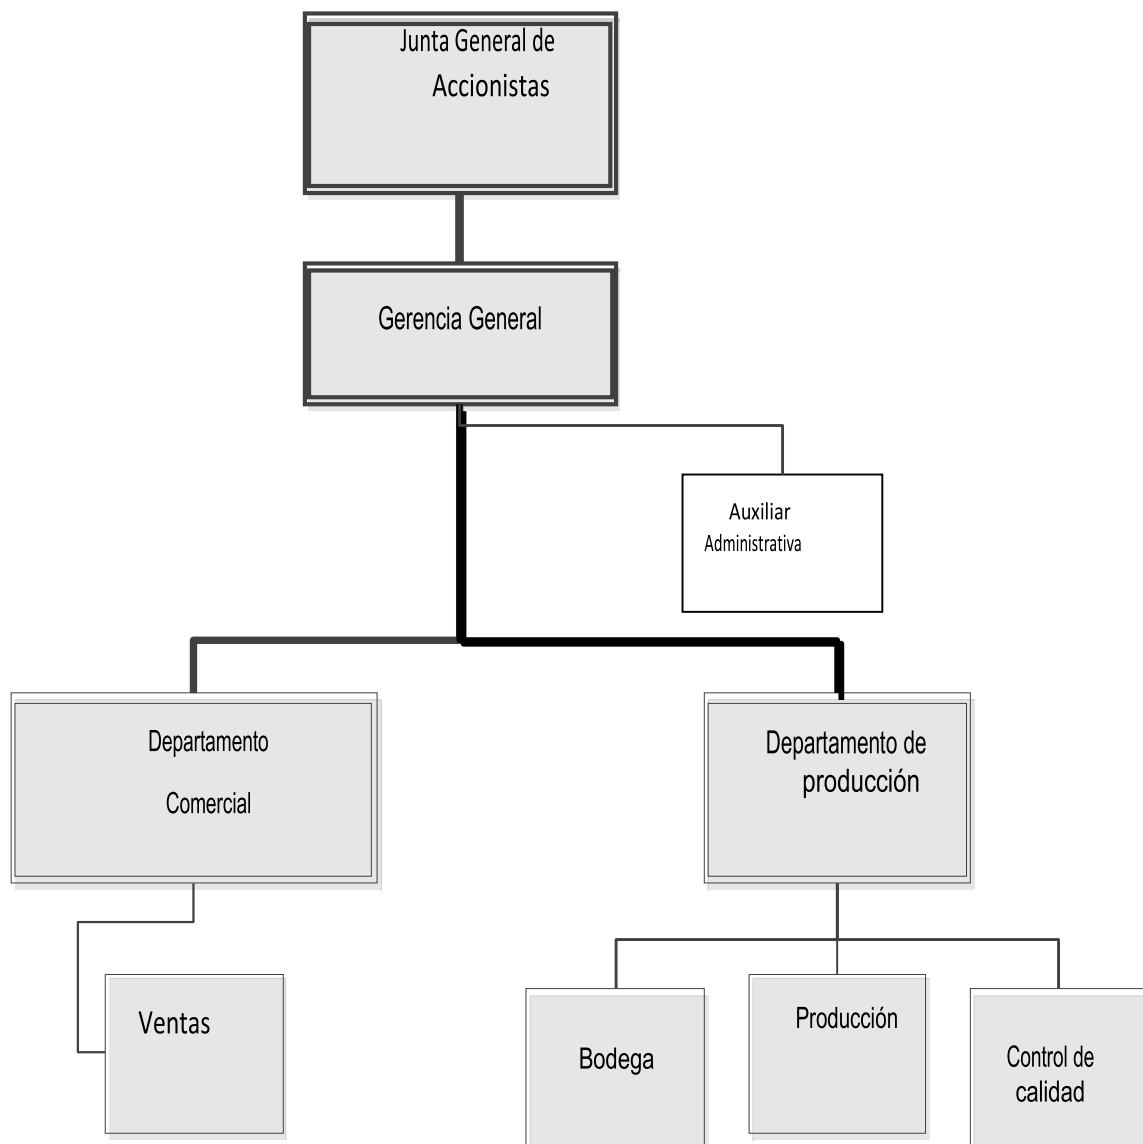 Junta General de
Accionistas
Gerencia General
Auxiliar
Administrativa
Departamento
Comercial
Departamento de
producción
Ventas
Bodega
Producción
Control de
calidad